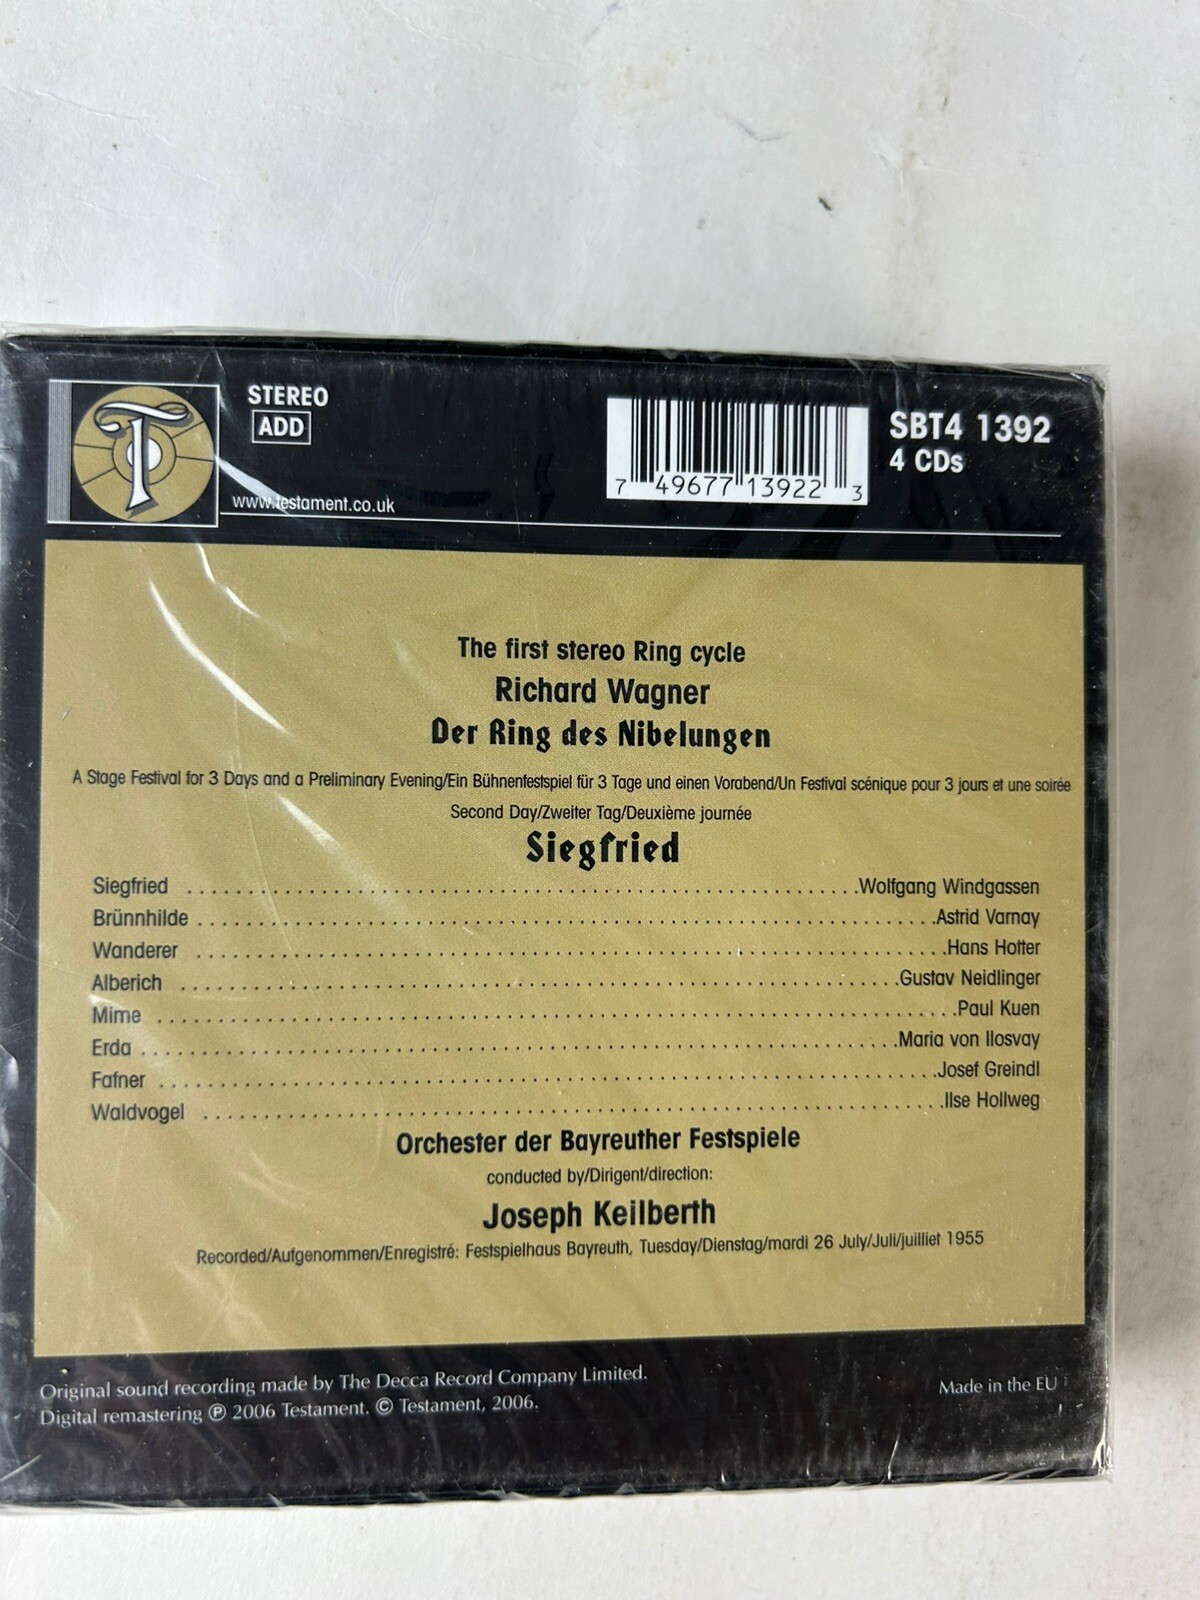 STEREO
ADD
www.testament.co.uk
7 49677 13922 3
SBT4 1392
4 CDs
The first stereo Ring cycle
Richard Wagner
Der Ring des Nibelungen
A Stage Festival for 3 Days and a Preliminary Evening/Ein Bühnenfestspiel für 3 Tage und einen Vorabend/Un Festival scénique pour 3 jours et une soirée
Second Day/Zweiter Tag/Deuxième journée
Siegfried
Siegfried ........ Wolfgang Windgassen
Brünnhilde ........ Astrid Varnay
Wanderer ........ Hans Hotter
Alberich ........ Gustav Neidlinger
Mime ........ Paul Kuen
Erda ........ Maria von Ilosvay
Fafner ........ Josef Greindl
Waldvogel ........ Ilse Hollweg
Orchester der Bayreuther Festspiele
conducted by/Dirigent/direction:
Joseph Keilberth
Recorded/Aufgenommen/Enregistré: Festspielhaus Bayreuth, Tuesday/Dienstag/mardi 26 July/Juli/juilliet 1955
Original sound recording made by The Decca Record Company Limited.
Digital remastering ℗ 2006 Testament. © Testament, 2006.
Made in the EU